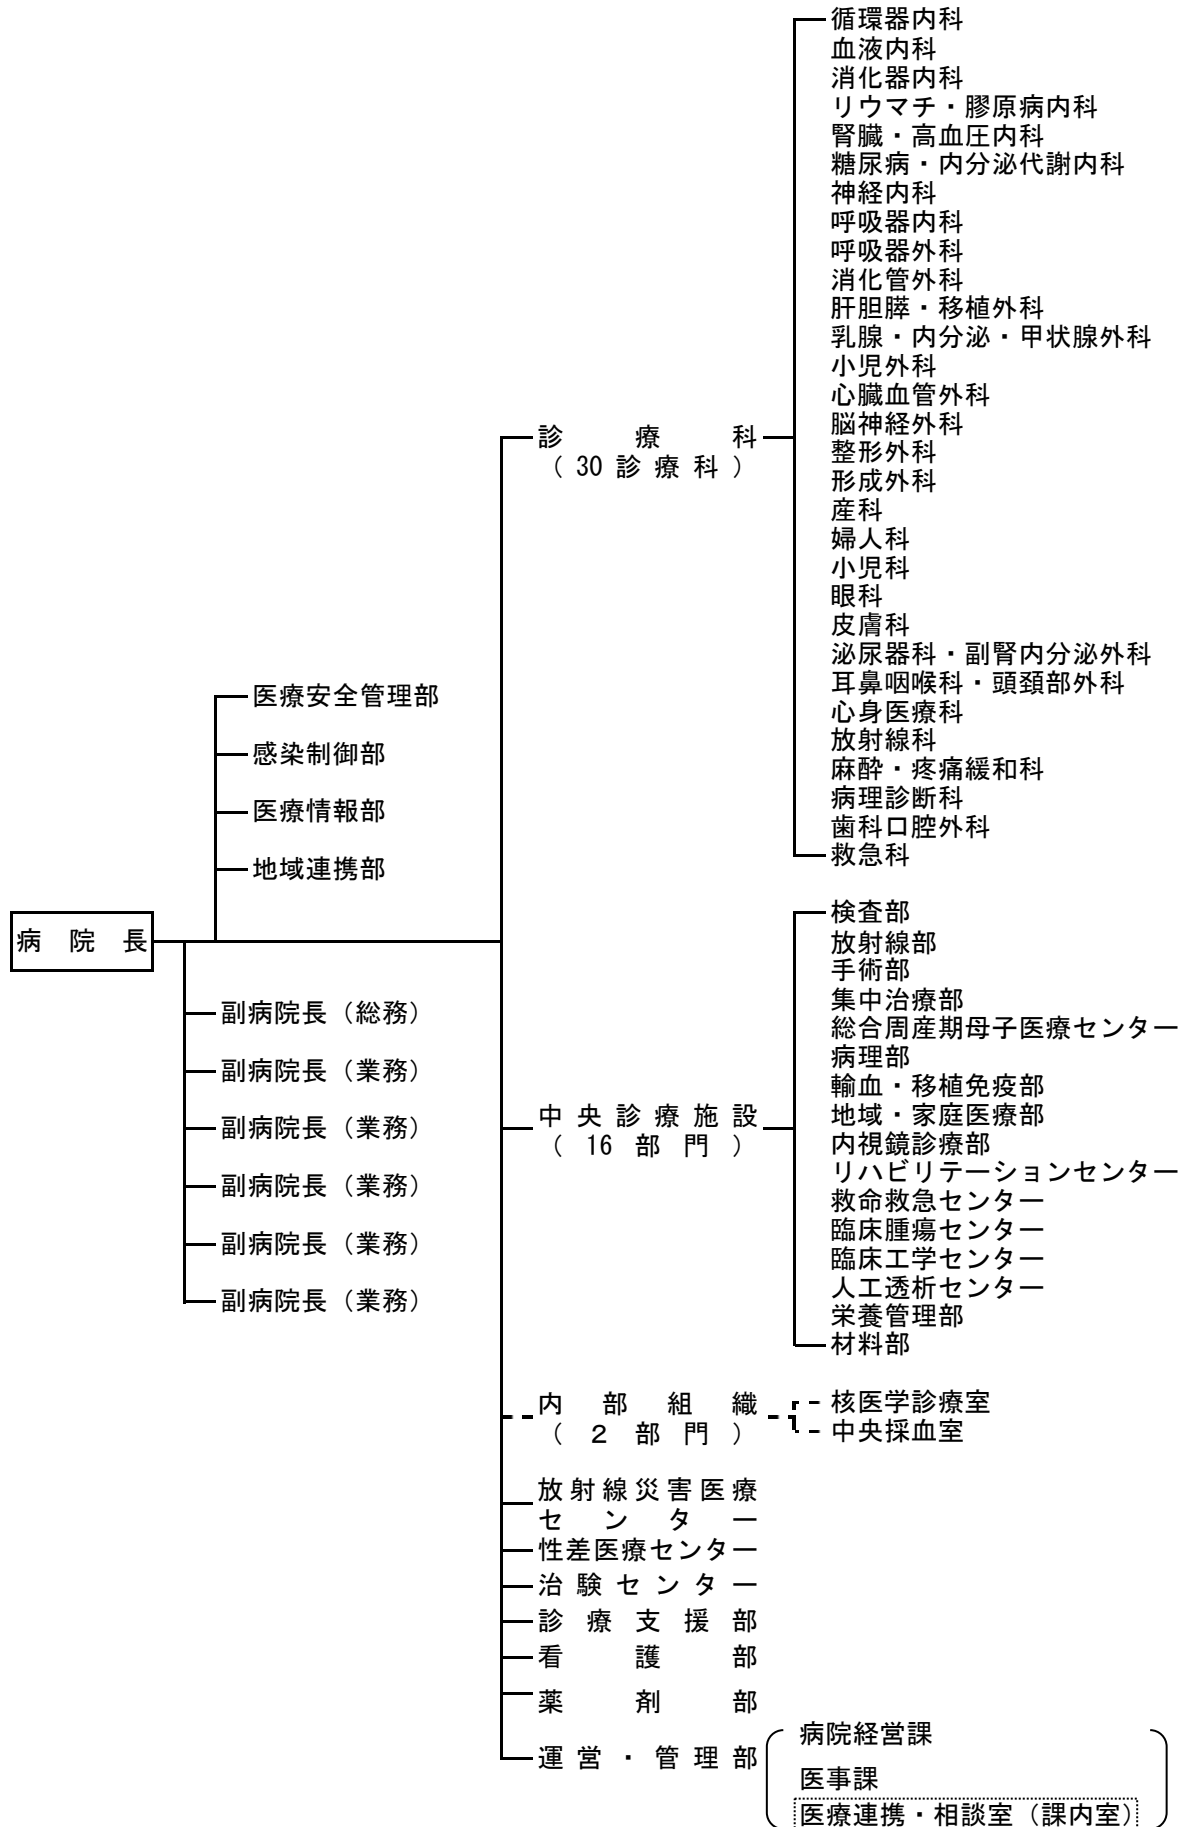 病院長
医療安全管理部
感染制御部
医療情報部
地域連携部
副病院長（総務）
副病院長（業務）
副病院長（業務）
副病院長（業務）
副病院長（業務）
副病院長（業務）
診療科
（30診療科）
循環器内科
血液内科
消化器内科
リウマチ・膠原病内科
腎臓・高血圧内科
糖尿病・内分泌代謝内科
神経内科
呼吸器内科
呼吸器外科
消化管外科
肝胆膵・移植外科
乳腺・内分泌・甲状腺外科
小児外科
心臓血管外科
脳神経外科
整形外科
形成外科
産科
婦人科
小児科
眼科
皮膚科
泌尿器科・副腎内分泌外科
耳鼻咽喉科・頭頚部外科
心身医療科
放射線科
麻酔・疼痛緩和科
病理診断科
歯科口腔外科
救急科
中央診療施設
（16部門）
検査部
放射線部
手術部
集中治療部
総合周産期母子医療センター
病理部
輸血・移植免疫部
地域・家庭医療部
内視鏡診療部
リハビリテーションセンター
救命救急センター
臨床腫瘍センター
臨床工学センター
人工透析センター
栄養管理部
材料部
内部組織
（２部門）
核医学診療室
中央採血室
放射線災害医療
センター
性差医療センター
治験センター
診療支援部
看護部
薬剤部
運営・管理部
病院経営課
医事課
医療連携・相談室（課内室）